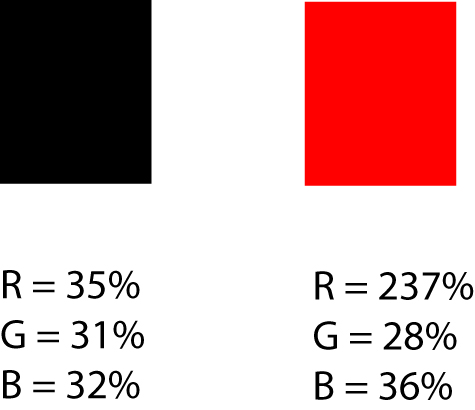 R = 35%
G = 31%
B = 32%
R = 237%
G = 28%
B = 36%